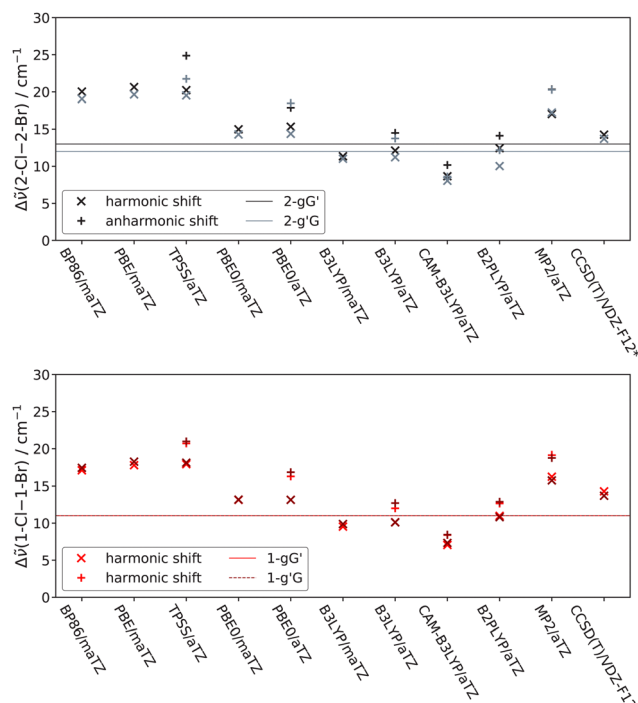 Δν̃(2-Cl−2-Br) / cm⁻¹
30
25
20
15
10
5
0
× harmonic shift
+ anharmonic shift
2-gG'
2-g'G
BP86/maTZ
PBE/maTZ
TPSS/aTZ
PBE0/maTZ
PBE0/aTZ
B3LYP/maTZ
B3LYP/aTZ
CAM-B3LYP/aTZ
B2PLYP/aTZ
MP2/aTZ
CCSD(T)/VDZ-F12*
Δν̃(1-Cl−1-Br) / cm⁻¹
30
25
20
15
10
5
0
× harmonic shift
+ harmonic shift
1-gG'
1-g'G
BP86/maTZ
PBE/maTZ
TPSS/aTZ
PBE0/maTZ
PBE0/aTZ
B3LYP/maTZ
B3LYP/aTZ
CAM-B3LYP/aTZ
B2PLYP/aTZ
MP2/aTZ